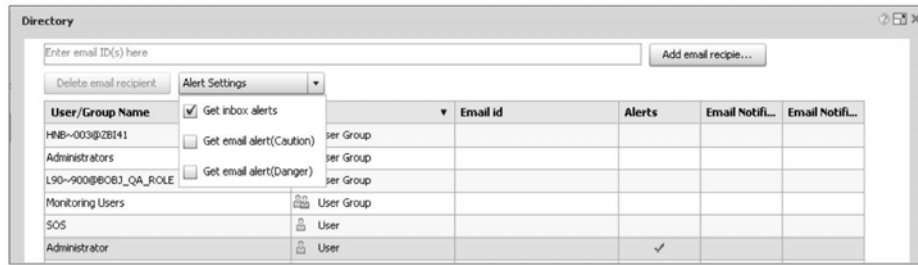 Directory
Enter email ID(s) here
Add email recipie...
Delete email recipient
Alert Settings
Get inbox alerts
Get email alert(Caution)
Get email alert(Danger)
User/Group Name Email id Alerts Email Notifi... Email Notifi...
HNB~003@ZBI41 ser Group
Administrators ser Group
L90~900@BOBJ_QA_ROLE ser Group
Monitoring Users User Group
SOS User
Administrator User